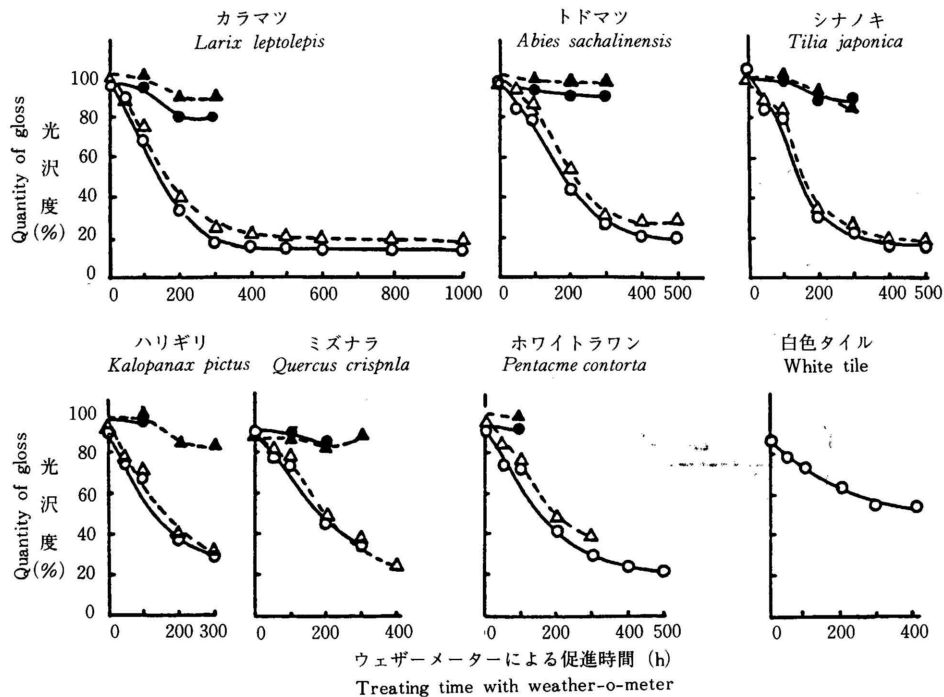 カラマツ
Larix leptolepis
トドマツ
Abies sachalinensis
シナノキ
Tilia japonica
Quantity of gloss
光沢度
(%)
100
80
60
40
20
0
0 200 400 600 800 1000
0 100 200 300 400 500
0 100 200 300 400 500
ハリギリ
Kalopanax pictus
ミズナラ
Quercus crispnla
ホワイトラワン
Pentacme contorta
白色タイル
White tile
Quantity of gloss
光沢度
(%)
100
80
60
40
20
0
0 200 300
0 200 400
0 100 200 300 400 500
0 200 400
ウェザーメーターによる促進時間 (h)
Treating time with weather-o-meter